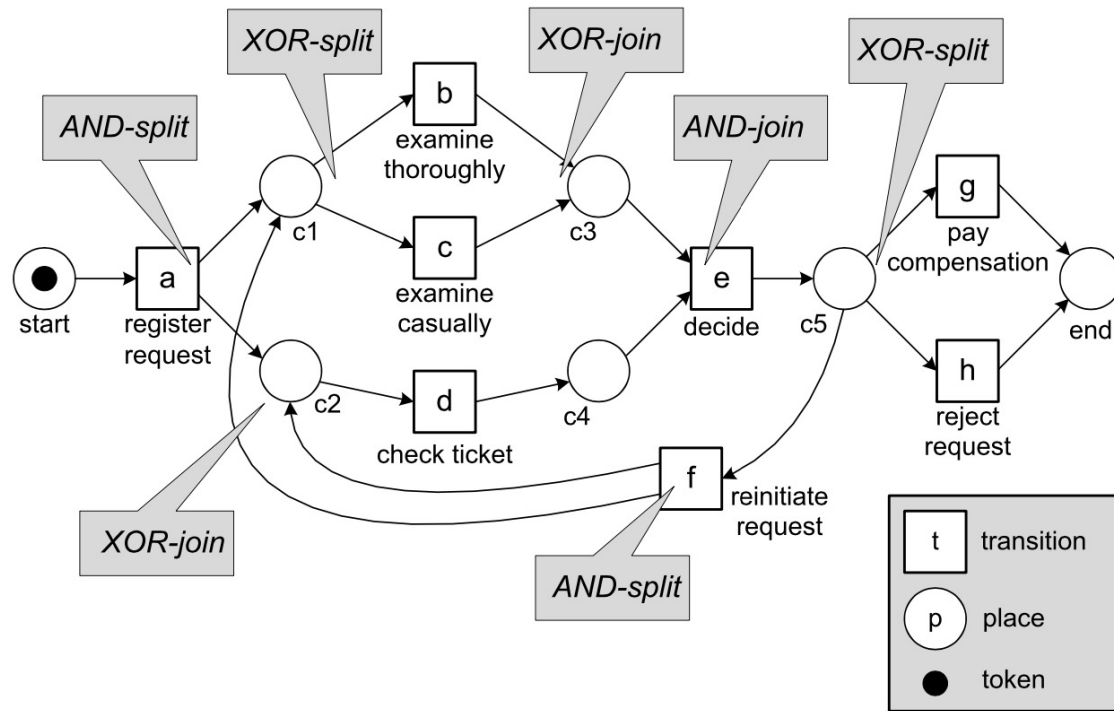 XOR-split
XOR-join
XOR-split
AND-split
AND-join
b
examine
thoroughly
g
pay
compensation
c1
c
examine
casually
c3
start
a
register
request
e
decide
c5
end
c2
d
check ticket
c4
h
reject
request
f
reinitiate
request
XOR-join
AND-split
t
transition
p
place
token